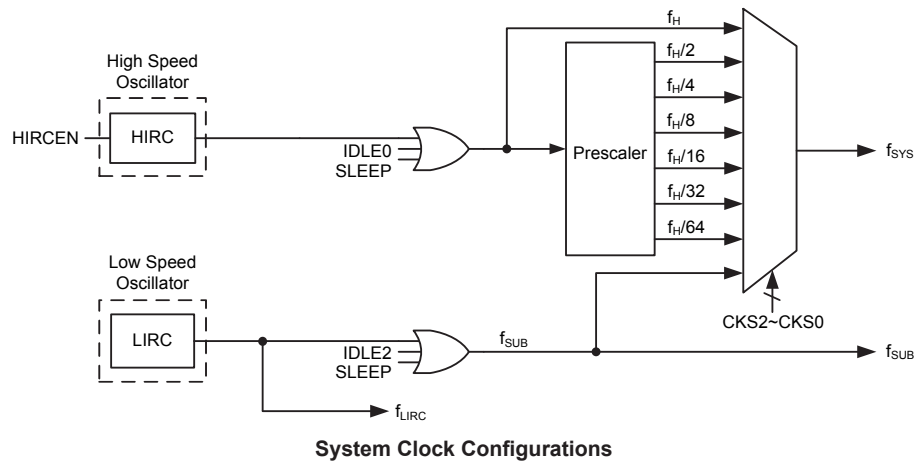 High Speed
Oscillator
HIRCEN
HIRC
IDLE0
SLEEP
Prescaler
fH
fH/2
fH/4
fH/8
fH/16
fH/32
fH/64
fSYS
CKS2~CKS0
Low Speed
Oscillator
LIRC
IDLE2
SLEEP
fSUB
fSUB
fLIRC
System Clock Configurations